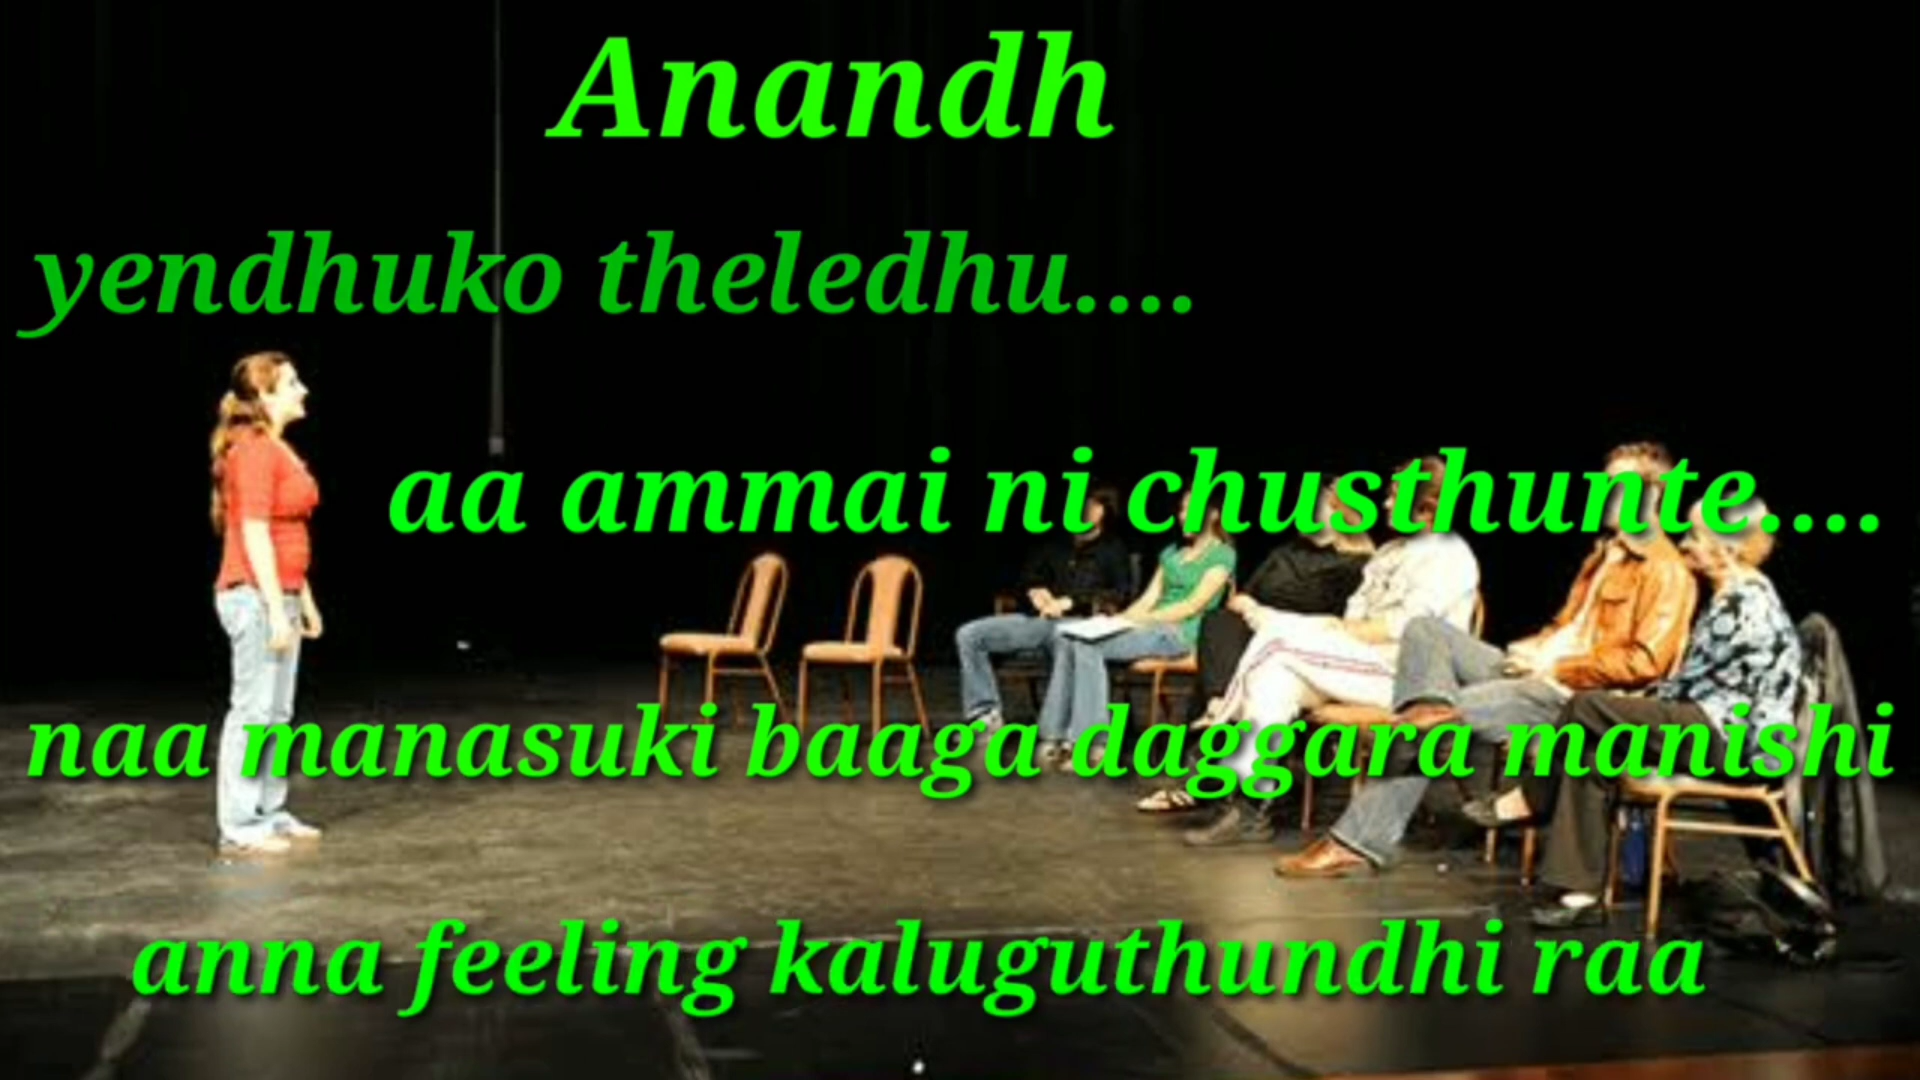 Anandh
yendhuko theledhu....
aa ammai ni chusthunte....
naa manasuki baaga daggara manishi
anna feeling kaluguthundhi raa